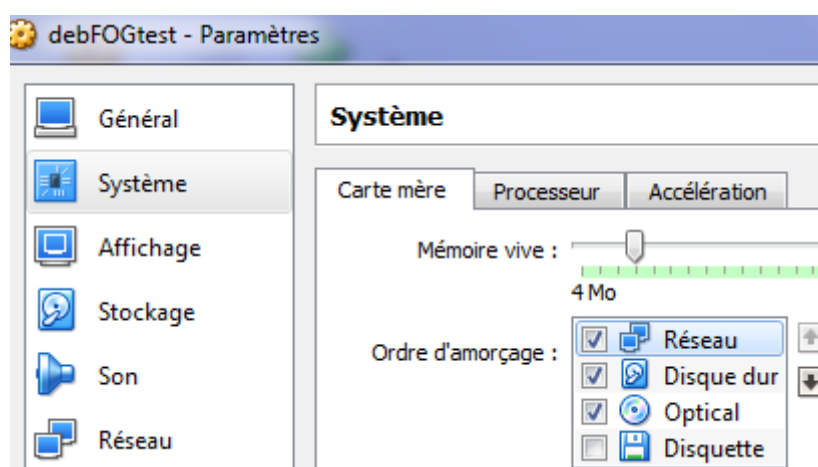 debFOGtest - Paramètres
Général
Système
Affichage
Stockage
Son
Réseau
Système
Carte mère Processeur Accélération
Mémoire vive :
4 Mo
Ordre d'amorçage :
Réseau
Disque dur
Optical
Disquette